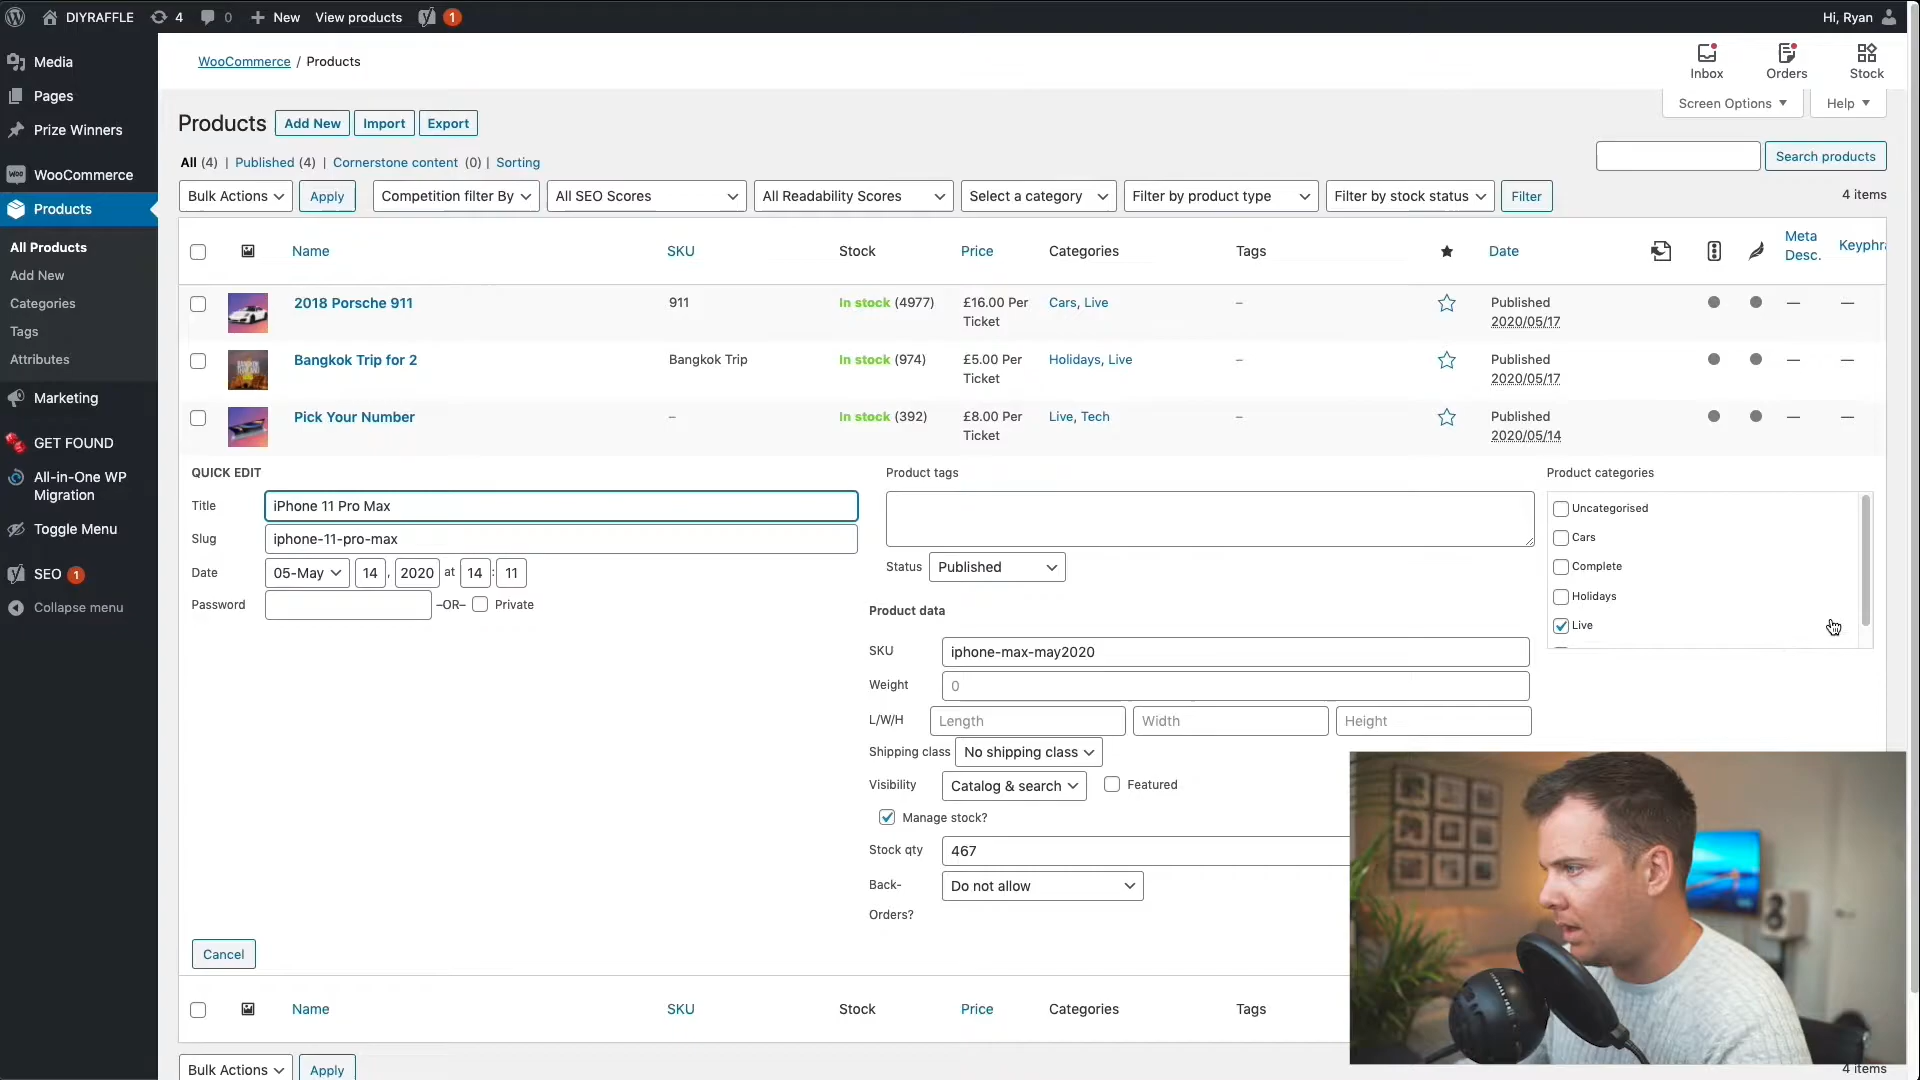 DIYRAFFLE 4 0 New View products 1 Hi, Ryan
Media
Pages
Prize Winners
WooCommerce
Products
All Products
Add New
Categories
Tags
Attributes
Marketing
GET FOUND
All-in-One WP
Migration
Toggle Menu
SEO 1
Collapse menu
WooCommerce / Products
Inbox Orders Stock
Screen Options Help
Products Add New Import Export
All (4) | Published (4) | Cornerstone content (0) | Sorting
Search products
Bulk Actions Apply Competition filter By All SEO Scores All Readability Scores Select a category Filter by product type Filter by stock status Filter 4 items
Name SKU Stock Price Categories Tags Date Meta Keyphra
Desc.
2018 Porsche 911 911 In stock (4977) £16.00 Per Cars, Live – Published — —
Ticket 2020/05/17
Bangkok Trip for 2 Bangkok Trip In stock (974) £5.00 Per Holidays, Live – Published — —
Ticket 2020/05/17
Pick Your Number – In stock (392) £8.00 Per Live, Tech – Published — —
Ticket 2020/05/14
QUICK EDIT
Title iPhone 11 Pro Max
Slug iphone-11-pro-max
Date 05-May 14 , 2020 at 14 : 11
Password –OR– Private
Product tags
Status Published
Product data
SKU iphone-max-may2020
Weight 0
L/W/H Length Width Height
Shipping class No shipping class
Visibility Catalog & search Featured
Manage stock?
Stock qty 467
Back- Do not allow
Orders?
Product categories
Uncategorised
Cars
Complete
Holidays
Live
Cancel
Name SKU Stock Price Categories Tags
Bulk Actions Apply 4 items